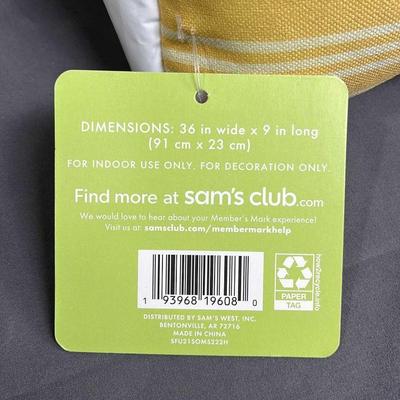 DIMENSIONS: 36 in wide x 9 in long
(91 cm x 23 cm)
FOR INDOOR USE ONLY. FOR DECORATION ONLY.
Find more at sam's club.com
We would love to hear about your Member's Mark experience!
Visit us at: samsclub.com/membermarkhelp
1 93968 19608 0
how2recycle.info
PAPER
TAG
DISTRIBUTED BY SAM'S WEST, INC.
BENTONVILLE, AR 72716
MADE IN CHINA
SFU21SOMS222H